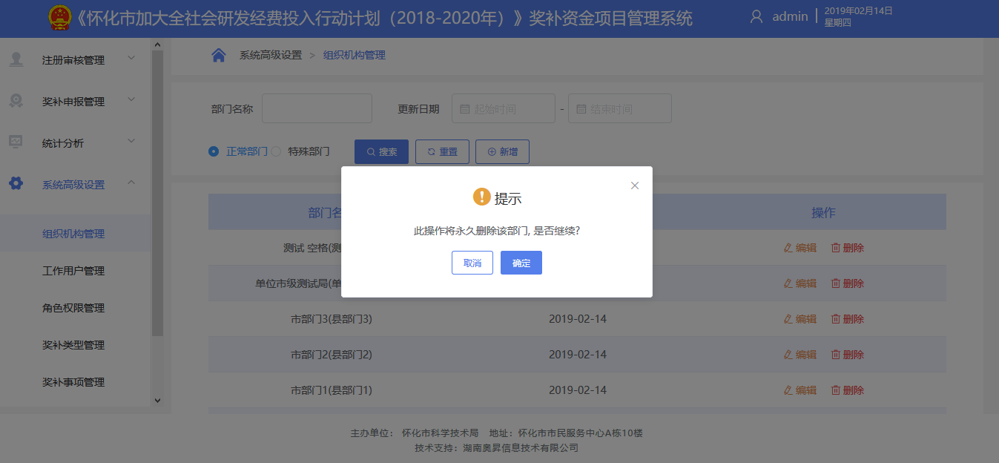 《怀化市加大全社会研发经费投入行动计划（2018-2020年）》奖补资金项目管理系统
admin
2019年02月14日
星期四
注册审核管理
奖补申报管理
统计分析
系统高级设置
组织机构管理
工作用户管理
角色权限管理
奖补类型管理
奖补事项管理
系统高级设置 > 组织机构管理
部门名称 更新日期 起始时间 - 结束时间
正常部门 特殊部门 搜索 重置 新增
部门名 操作
测试 空格(测 编辑 删除
单位市级测试局(单 编辑 删除
市部门3(县部门3) 2019-02-14 编辑 删除
市部门2(县部门2) 2019-02-14 编辑 删除
市部门1(县部门1) 2019-02-14 编辑 删除
提示
此操作将永久删除该部门, 是否继续?
取消 确定
主办单位： 怀化市科学技术局 地址：怀化市市民服务中心A栋10楼
技术支持：湖南奥昇信息技术有限公司